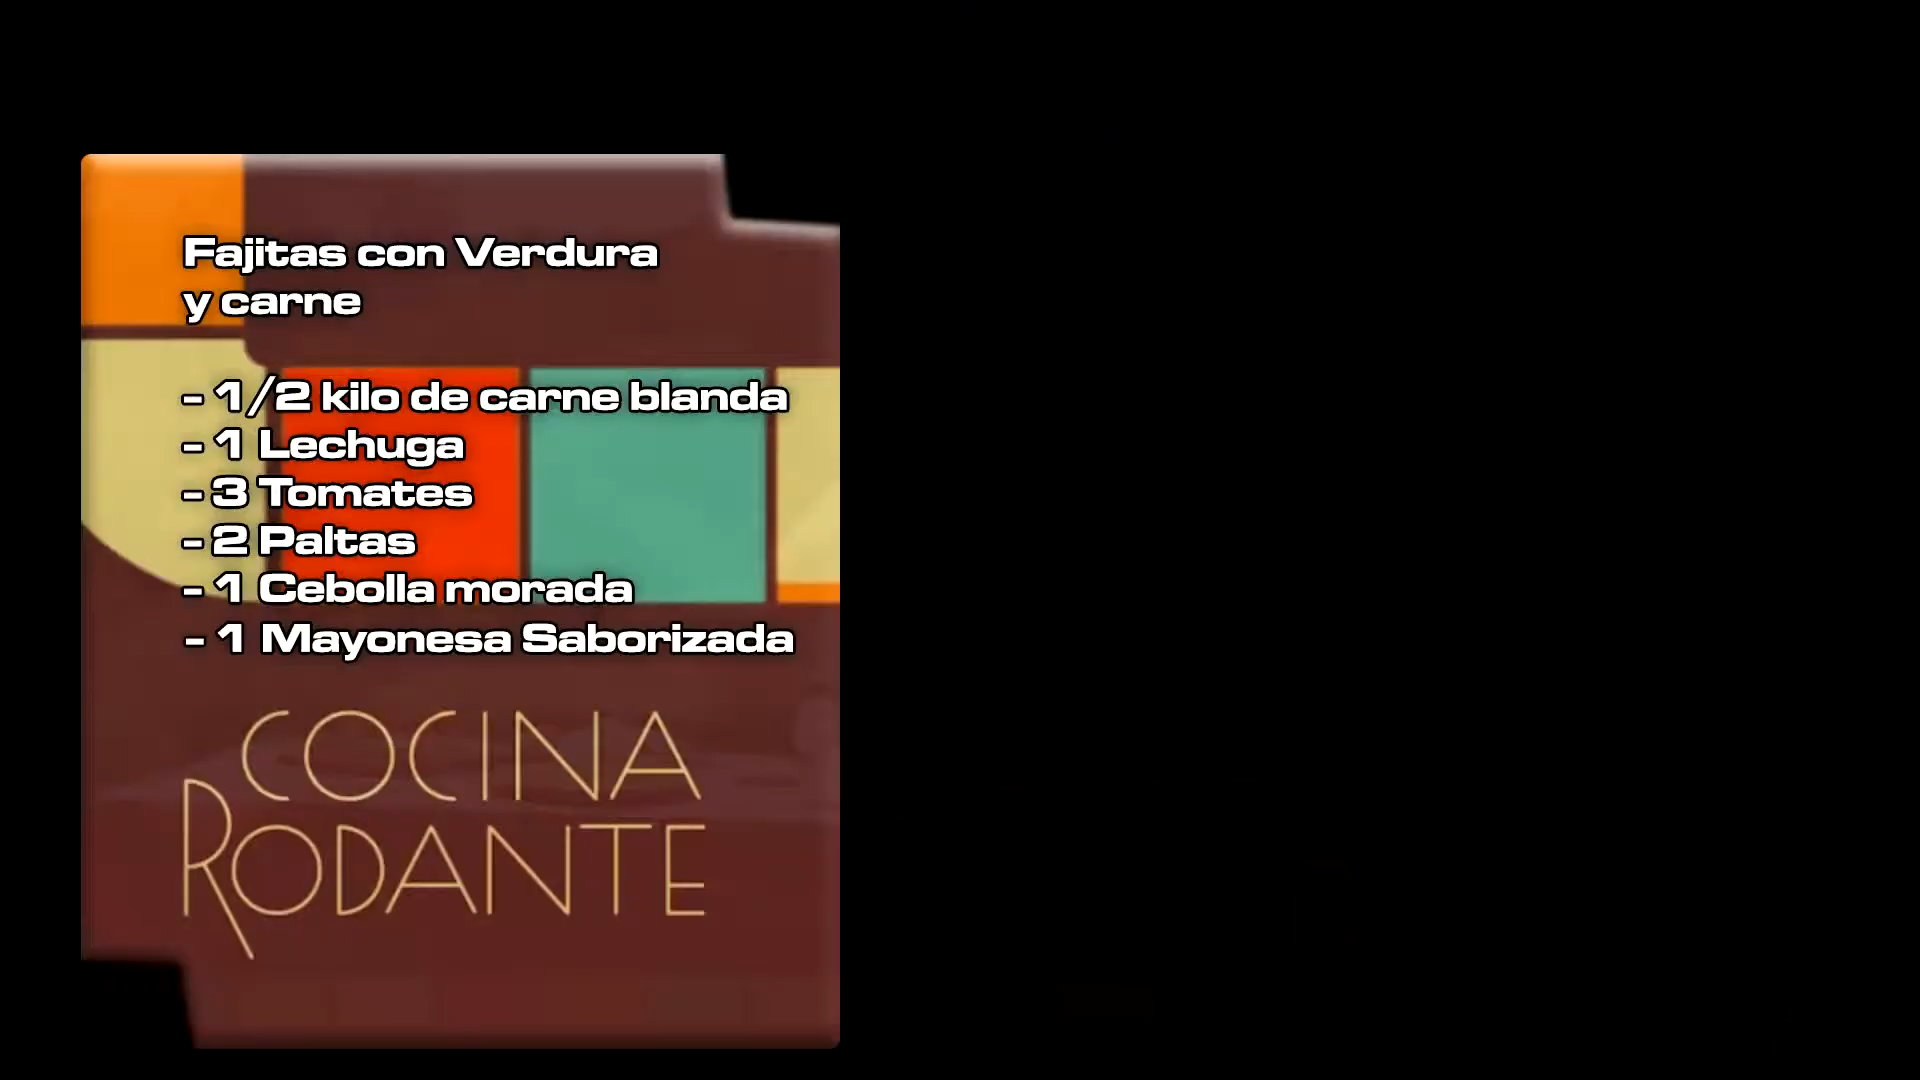 Fajitas con Verdura
y carne
- 1/2 kilo de carne blanda
- 1 Lechuga
- 3 Tomates
- 2 Paltas
- 1 Cebolla morada
- 1 Mayonesa Saborizada
COCINA
RODANTE